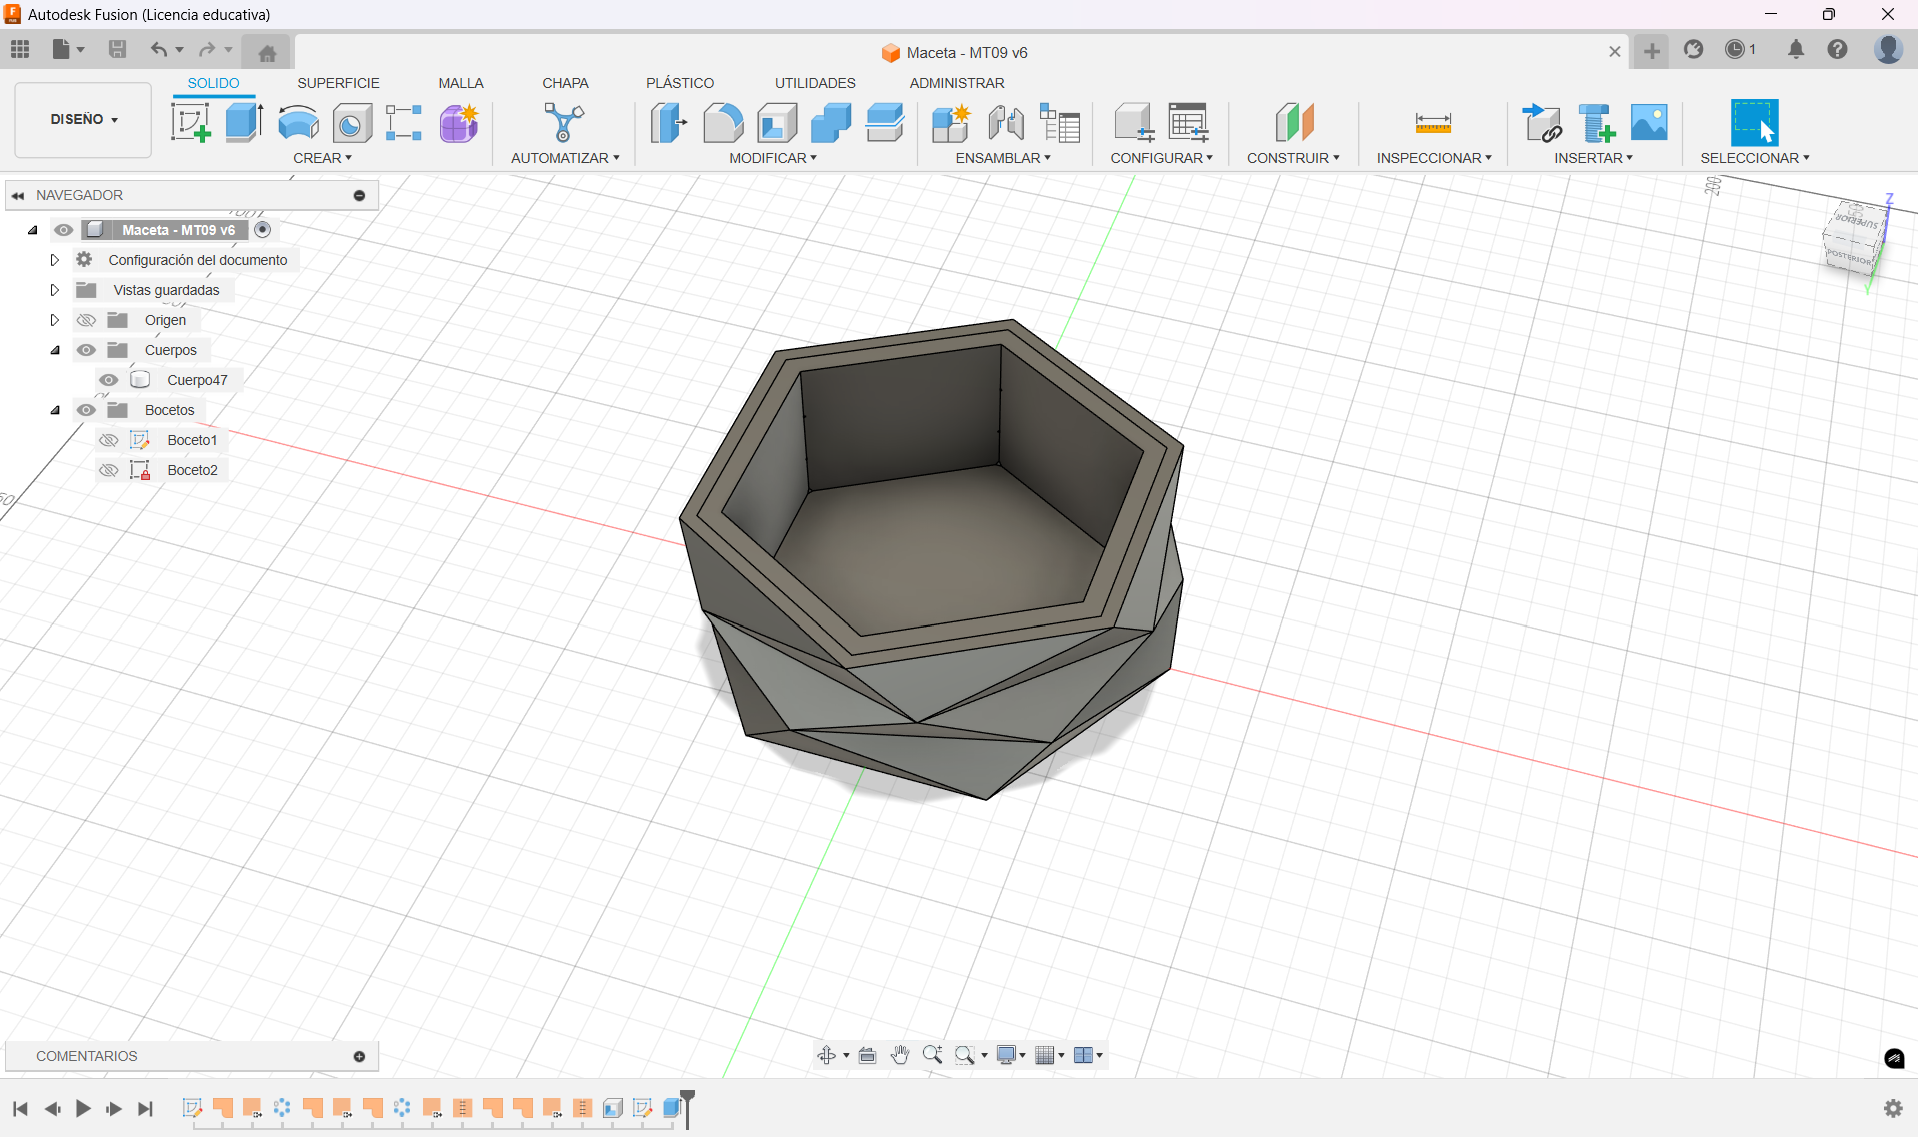 Autodesk Fusion (Licencia educativa)
Maceta - MT09 v6
1
DISEÑO
SOLIDO
SUPERFICIE
MALLA
CHAPA
PLÁSTICO
UTILIDADES
ADMINISTRAR
CREAR
AUTOMATIZAR
MODIFICAR
ENSAMBLAR
CONFIGURAR
CONSTRUIR
INSPECCIONAR
INSERTAR
SELECCIONAR
NAVEGADOR
Maceta - MT09 v6
Configuración del documento
Vistas guardadas
Origen
Cuerpos
Cuerpo47
Bocetos
Boceto1
Boceto2
200
Z
SUPERIOR
POSTERIOR
Y
COMENTARIOS